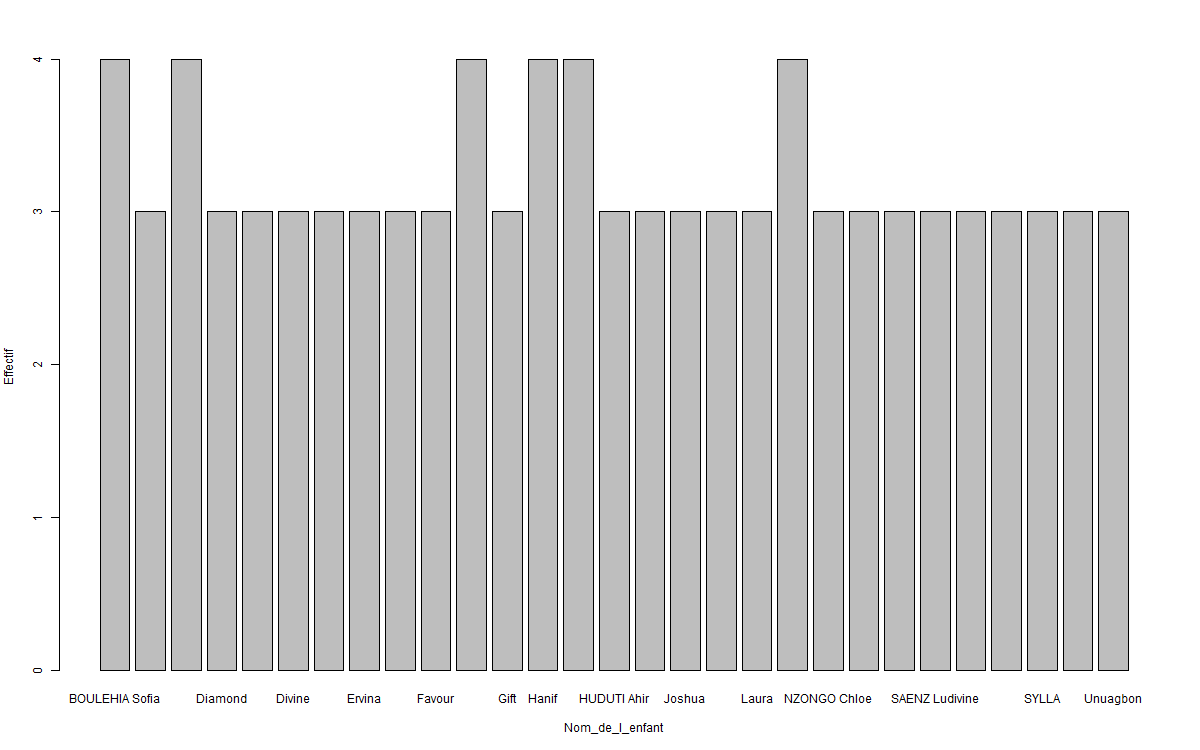 4
3
2
1
0
Effectif
BOULEHIA Sofia Diamond Divine Ervina Favour Gift Hanif HUDUTI Ahir Joshua Laura NZONGO Chloe SAENZ Ludivine SYLLA Unuagbon
Nom_de_l_enfant